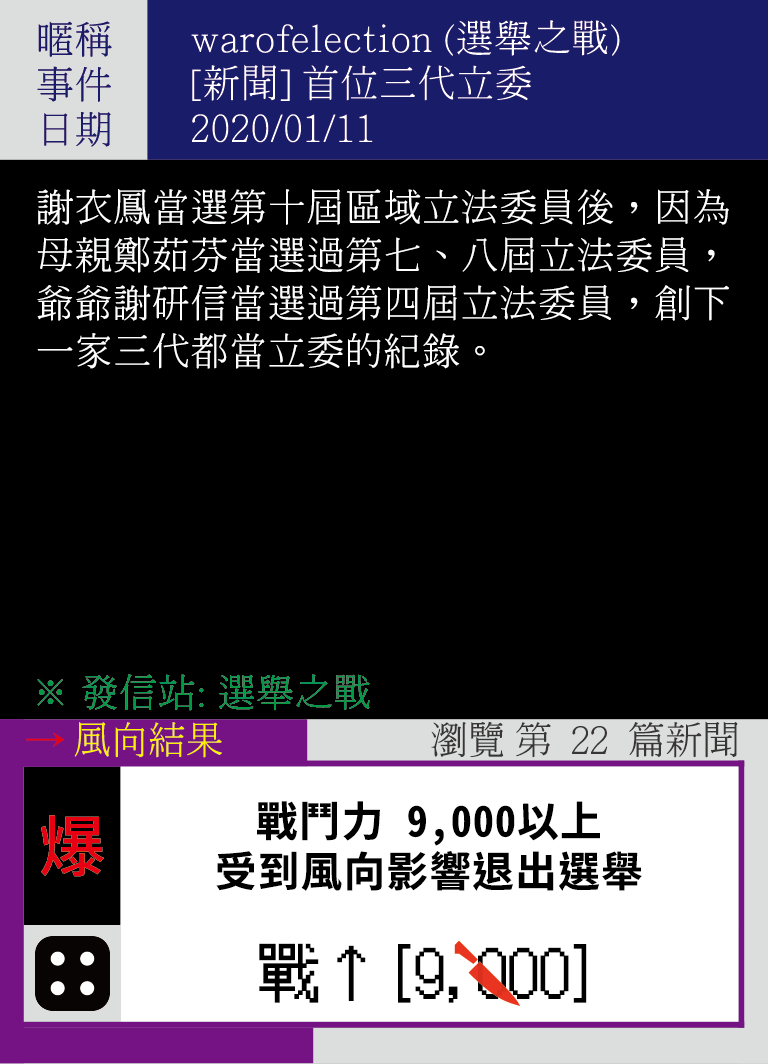 暱稱 warofelection (選舉之戰)
事件 [新聞] 首位三代立委
日期 2020/01/11
謝衣鳳當選第十屆區域立法委員後，因為
母親鄭茹芬當選過第七、八屆立法委員，
爺爺謝研信當選過第四屆立法委員，創下
一家三代都當立委的紀錄。
※ 發信站: 選舉之戰
→ 風向結果 瀏覽 第 22 篇新聞
爆
戰鬥力 9,000以上
受到風向影響退出選舉
戰↑[9,000]